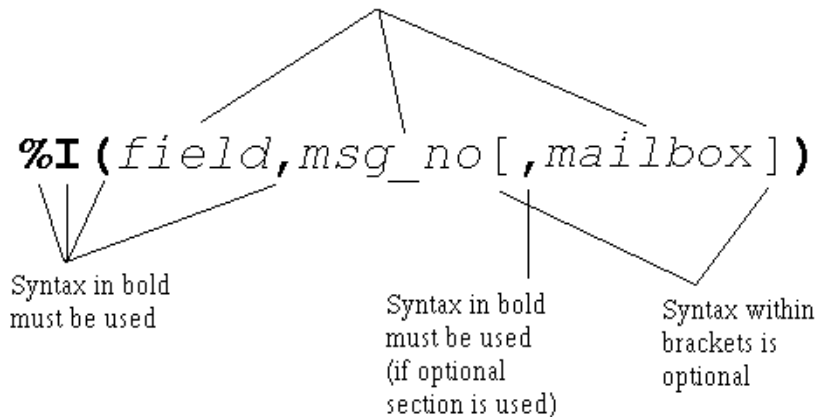 %I(field,msg_no[,mailbox])
Syntax in bold
must be used
Syntax in bold
must be used
(if optional
section is used)
Syntax within
brackets is
optional